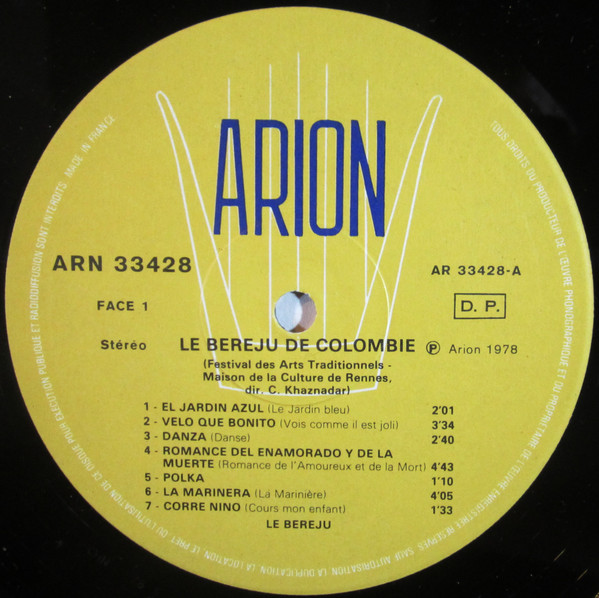 ARION
ARN 33428
AR 33428-A
FACE 1
D. P.
Stéréo
LE BEREJU DE COLOMBIE
℗ Arion 1978
(Festival des Arts Traditionnels -
Maison de la Culture de Rennes,
dir. C. Khaznadar)
1 - EL JARDIN AZUL (Le Jardin bleu) 2'01
2 - VELO QUE BONITO (Vois comme il est joli) 3'34
3 - DANZA (Danse) 2'40
4 - ROMANCE DEL ENAMORADO Y DE LA
MUERTE (Romance de l'Amoureux et de la Mort) 4'43
5 - POLKA 1'10
6 - LA MARINERA (La Marinière) 4'05
7 - CORRE NINO (Cours mon enfant) 1'33
LE BEREJU
TOUS DROITS DU PRODUCTEUR DE L'ŒUVRE PHONOGRAPHIQUE ET DU PROPRIETAIRE DE L'ŒUVRE ENREGISTREE RESERVES. SAUF AUTORISATION, LA DUPLICATION, LA LOCATION, LE PRET, OU L'UTILISATION DE CE DISQUE POUR EXECUTION PUBLIQUE ET RADIODIFFUSION SONT INTERDITS. MADE IN FRANCE